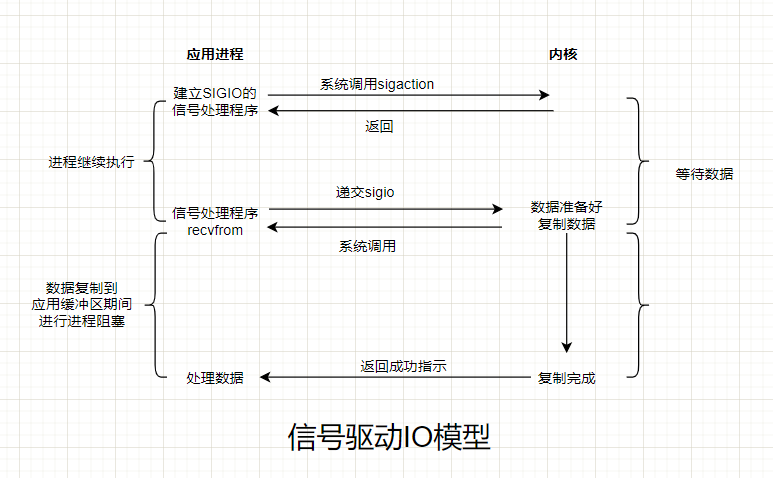 应用进程
内核
建立SIGIO的
信号处理程序
系统调用sigaction
返回
进程继续执行
等待数据
递交sigio
信号处理程序
recvfrom
数据准备好
复制数据
系统调用
数据复制到
应用缓冲区期间
进行进程阻塞
返回成功指示
处理数据
复制完成
信号驱动IO模型